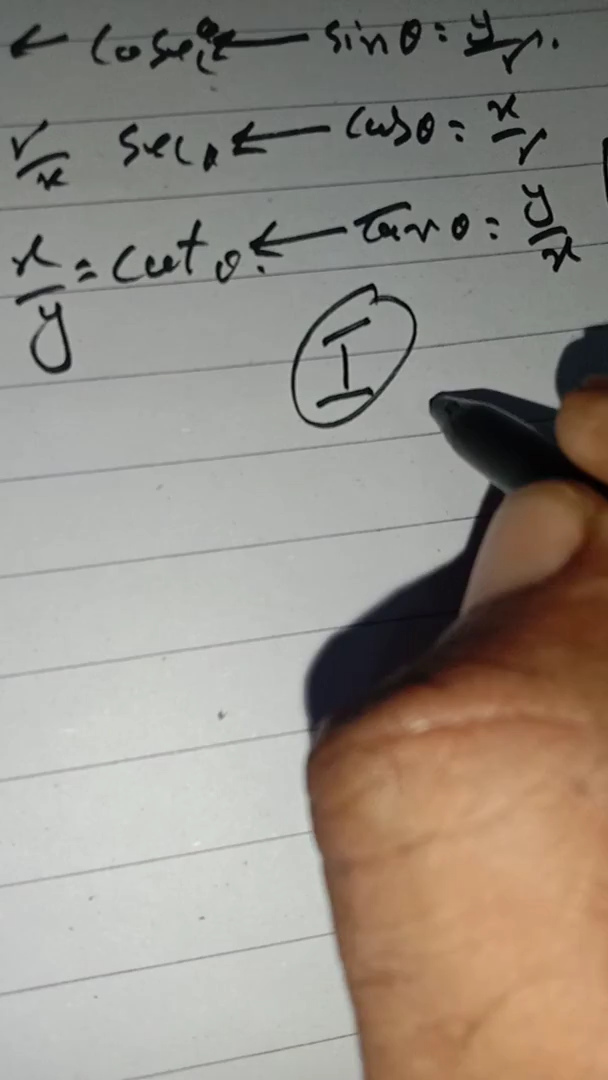 ← cosec θ ← sin θ = y/r.
r/x sec θ ← cos θ = x/r
x/y = cot θ. ← Tan θ = y/x
I